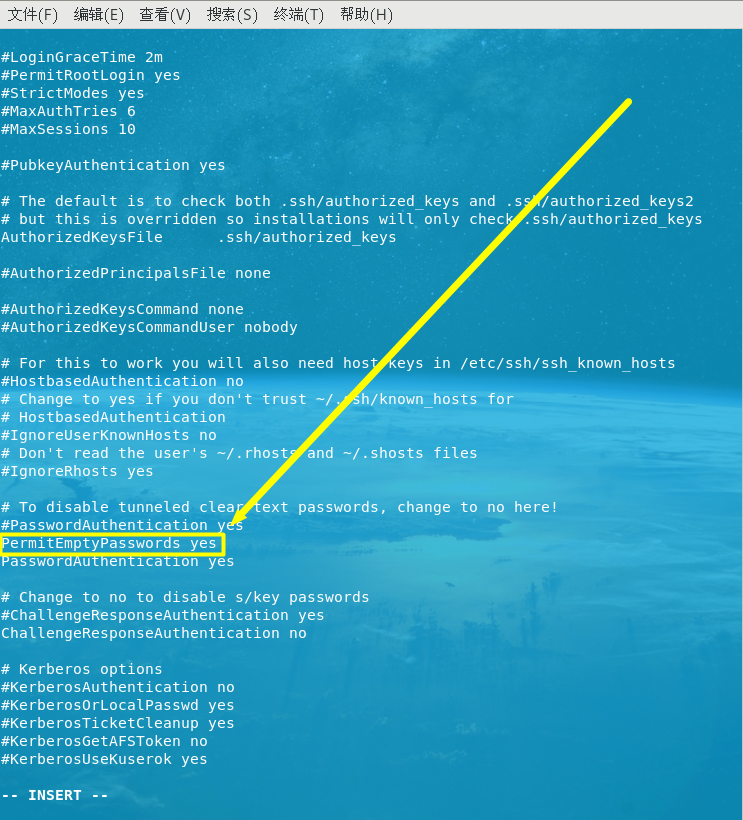 文件(F) 编辑(E) 查看(V) 搜索(S) 终端(T) 帮助(H)
#LoginGraceTime 2m
#PermitRootLogin yes
#StrictModes yes
#MaxAuthTries 6
#MaxSessions 10
#PubkeyAuthentication yes
# The default is to check both .ssh/authorized_keys and .ssh/authorized_keys2
# but this is overridden so installations will only check .ssh/authorized_keys
AuthorizedKeysFile      .ssh/authorized_keys
#AuthorizedPrincipalsFile none
#AuthorizedKeysCommand none
#AuthorizedKeysCommandUser nobody
# For this to work you will also need host keys in /etc/ssh/ssh_known_hosts
#HostbasedAuthentication no
# Change to yes if you don't trust ~/.ssh/known_hosts for
# HostbasedAuthentication
#IgnoreUserKnownHosts no
# Don't read the user's ~/.rhosts and ~/.shosts files
#IgnoreRhosts yes
# To disable tunneled clear text passwords, change to no here!
#PasswordAuthentication yes
PermitEmptyPasswords yes
PasswordAuthentication yes
# Change to no to disable s/key passwords
#ChallengeResponseAuthentication yes
ChallengeResponseAuthentication no
# Kerberos options
#KerberosAuthentication no
#KerberosOrLocalPasswd yes
#KerberosTicketCleanup yes
#KerberosGetAFSToken no
#KerberosUseKuserok yes
-- INSERT --